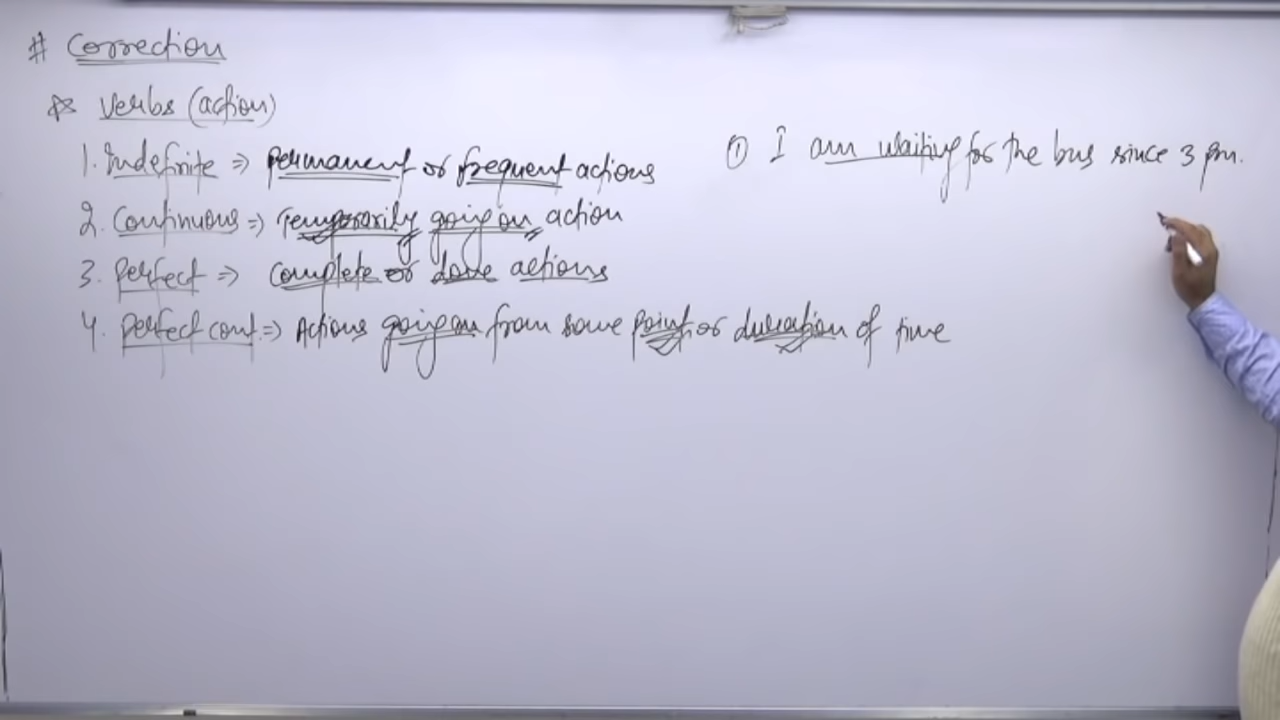 # Correction
☆ Verbs (action)
1. Indefinite => permanent or frequent actions
2. Continuous => Temporarily going on action
3. perfect => complete or done actions
4. perfect cont. => Actions going on from some point or duration of time
① I am waiting for the bus since 3 pm.